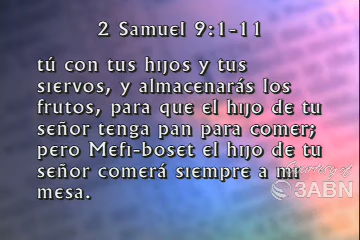 2 Samuel 9:1-11
tú con tus hijos y tus
siervos, y almacenarás los
frutos, para que el hijo de tu
señor tenga pan para comer;
pero Mefi-boset el hijo de tu
señor comerá siempre a mi
mesa.
Courtesy of
3ABN